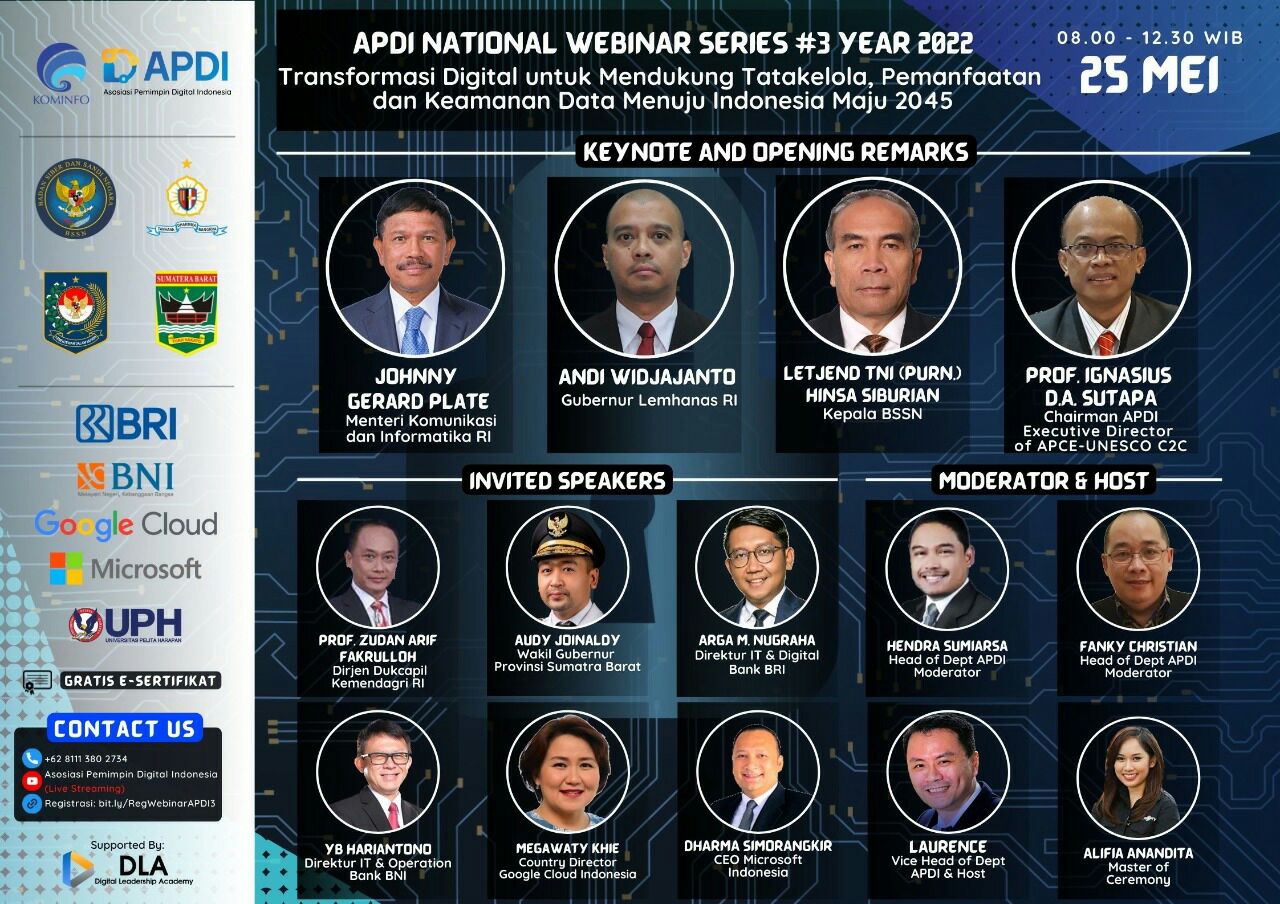 KOMINFO
APDI
Asosiasi Pemimpin Digital Indonesia
BADAN SIBER DAN SANDI NEGARA
BSSN
SUMATERA BARAT
BRI
BNI
Melayani Negeri, Kebanggaan Bangsa
Google Cloud
Microsoft
UPH
UNIVERSITAS PELITA HARAPAN
GRATIS E-SERTIFIKAT
CONTACT US
+62 8111 380 2734
Asosiasi Pemimpin Digital Indonesia
(Live Streaming)
Registrasi: bit.ly/RegWebinarAPDI3
Supported By:
DLA
Digital Leadership Academy
APDI NATIONAL WEBINAR SERIES #3 YEAR 2022
Transformasi Digital untuk Mendukung Tatakelola, Pemanfaatan
dan Keamanan Data Menuju Indonesia Maju 2045
08.00 - 12.30 WIB
25 MEI
KEYNOTE AND OPENING REMARKS
JOHNNY
GERARD PLATE
Menteri Komunikasi
dan Informatika RI
ANDI WIDJAJANTO
Gubernur Lemhanas RI
LETJEND TNI (PURN.)
HINSA SIBURIAN
Kepala BSSN
PROF. IGNASIUS
D.A. SUTAPA
Chairman APDI
Executive Director
of APCE-UNESCO C2C
INVITED SPEAKERS
PROF. ZUDAN ARIF
FAKRULLOH
Dirjen Dukcapil
Kemendagri RI
AUDY JOINALDY
Wakil Gubernur
Provinsi Sumatra Barat
ARGA M. NUGRAHA
Direktur IT & Digital
Bank BRI
YB HARIANTONO
Direktur IT & Operation
Bank BNI
MEGAWATY KHIE
Country Director
Google Cloud Indonesia
DHARMA SIMORANGKIR
CEO Microsoft
Indonesia
MODERATOR & HOST
HENDRA SUMIARSA
Head of Dept APDI
Moderator
FANKY CHRISTIAN
Head of Dept APDI
Moderator
LAURENCE
Vice Head of Dept
APDI & Host
ALIFIA ANANDITA
Master of
Ceremony